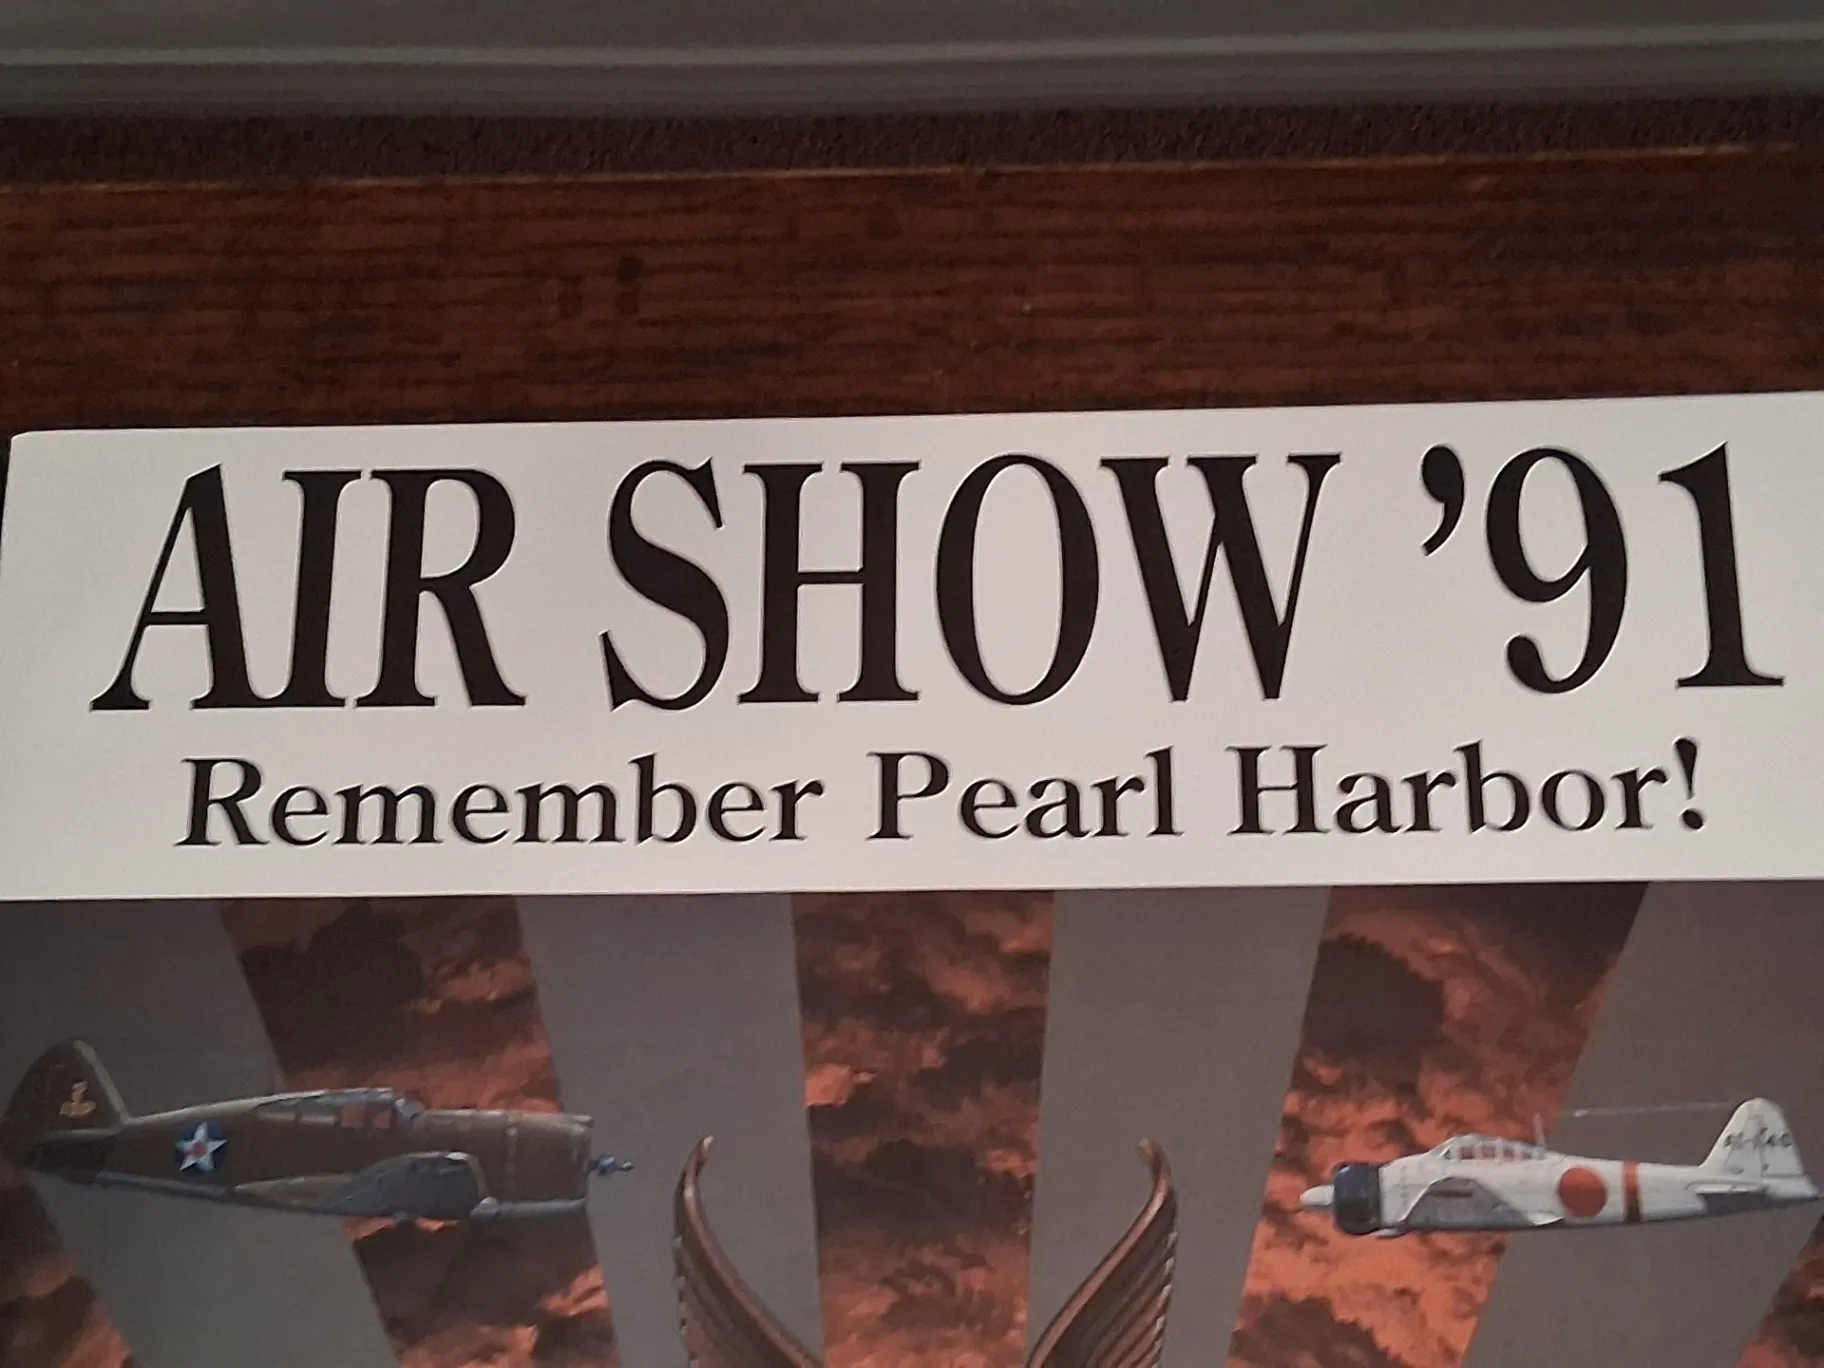 AIR SHOW ’91
Remember Pearl Harbor!